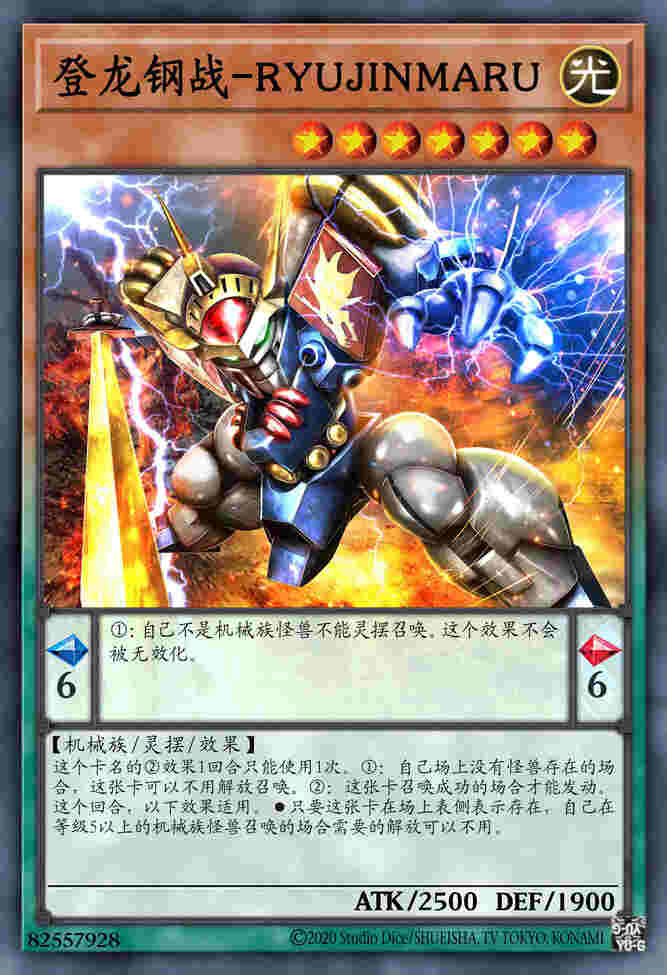 登龙钢战-RYUJINMARU
光
①：自己不是机械族怪兽不能灵摆召唤。这个效果不会
被无效化。
6
6
【机械族/灵摆/效果】
这个卡名的②效果1回合只能使用1次。①：自己场上没有怪兽存在的场
合，这张卡可以不用解放召唤。②：这张卡召唤成功的场合才能发动。
这个回合，以下效果适用。●只要这张卡在场上表侧表示存在，自己在
等级5以上的机械族怪兽召唤的场合需要的解放可以不用。
ATK/2500 DEF/1900
82557928
©2020 Studio Dice/SHUEISHA, TV TOKYO, KONAMI